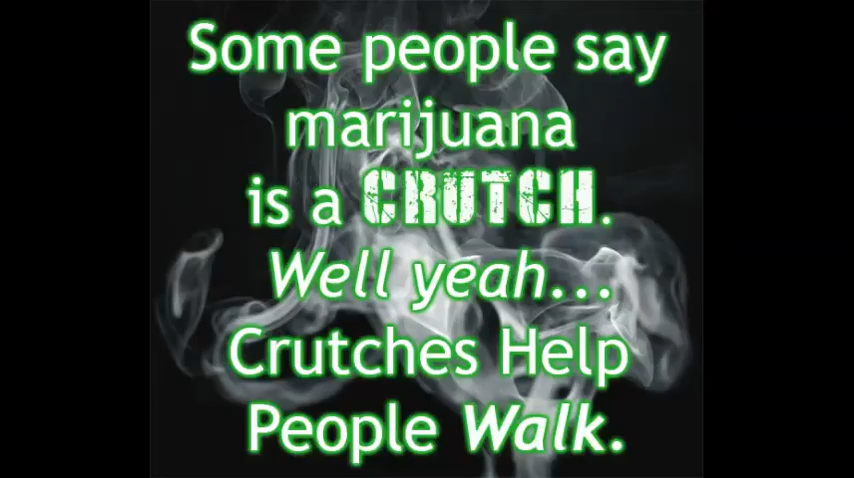 Some people say
marijuana
is a CRUTCH.
Well yeah...
Crutches Help
People Walk.